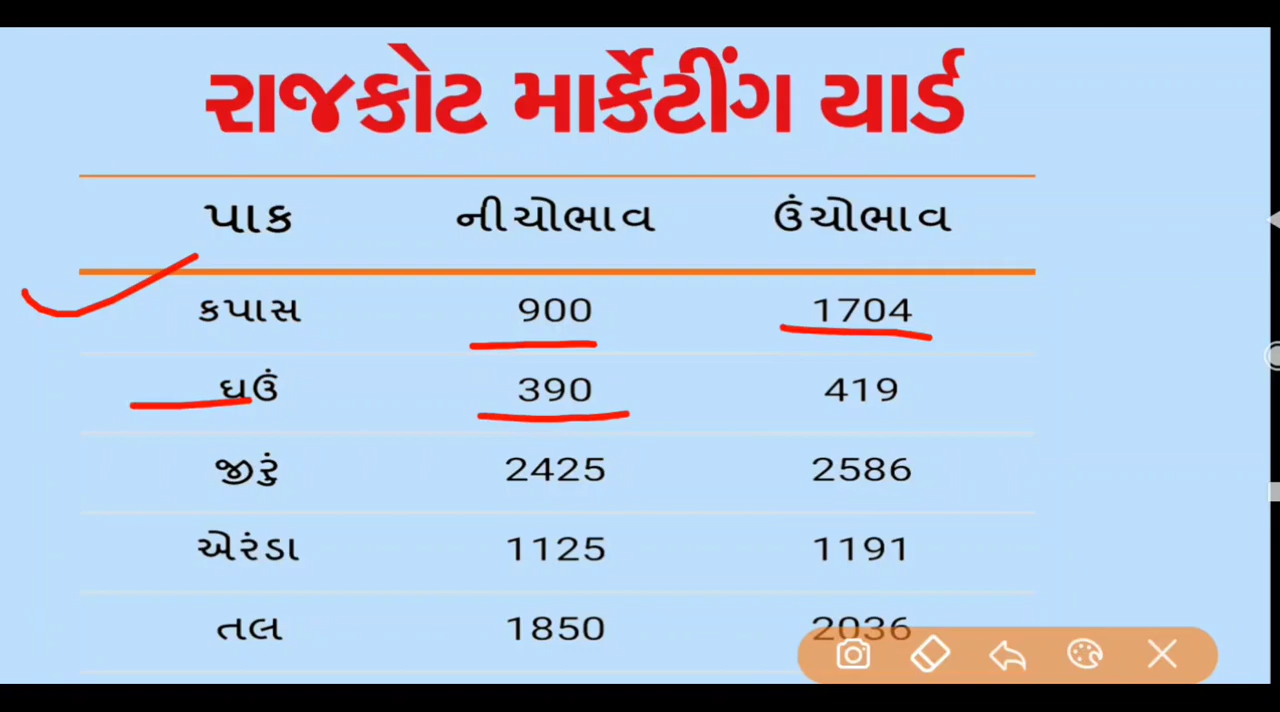 રાજકોટ માર્કેટીંગ યાર્ડ
પાક નીચોભાવ ઉંચોભાવ
કપાસ 900 1704
ઘઉં 390 419
જીરું 2425 2586
એરંડા 1125 1191
તલ 1850 2036